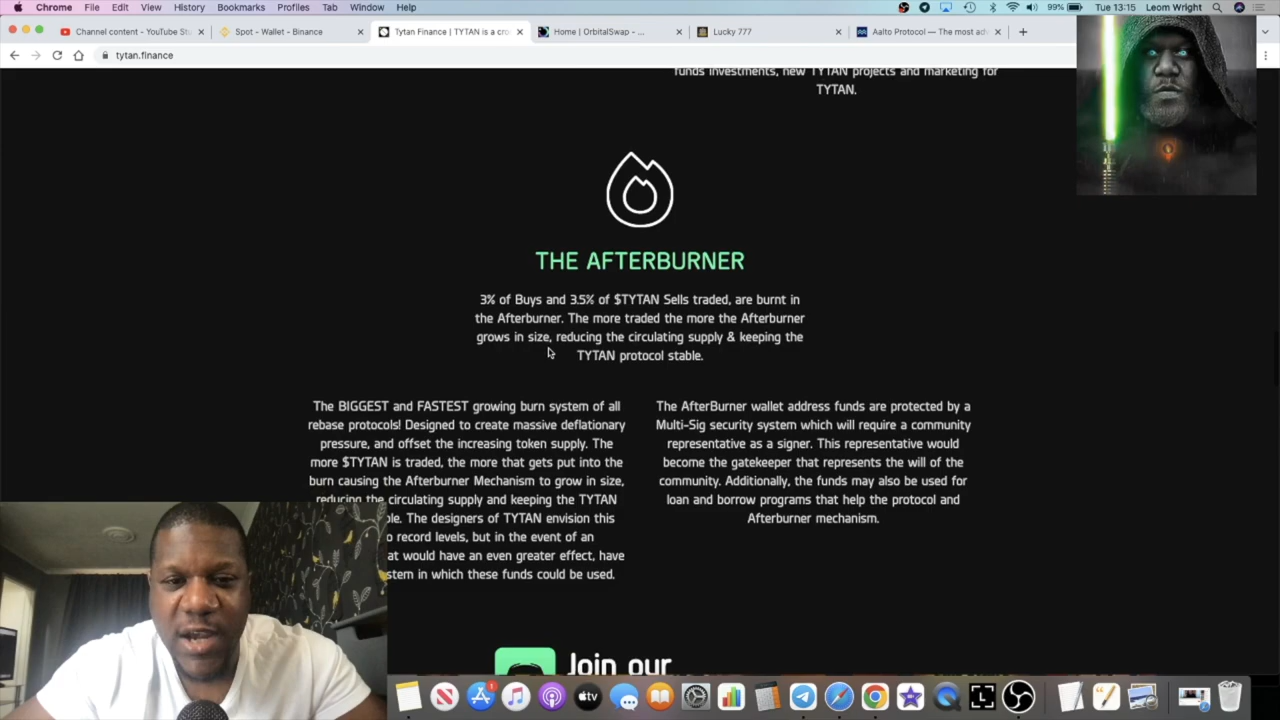 Chrome File Edit View History Bookmarks Profiles Tab Window Help 99% Tue 13:15 Leom Wright
Channel content - YouTube Stu
Spot - Wallet - Binance
Tytan Finance | TYTAN is a cro
Home | OrbitalSwap - ...
Lucky 777
Aalto Protocol — The most adv
tytan.finance
funds investments, new TYTAN projects and marketing for
TYTAN.
THE AFTERBURNER
3% of Buys and 3.5% of $TYTAN Sells traded, are burnt in
the Afterburner. The more traded the more the Afterburner
grows in size, reducing the circulating supply & keeping the
TYTAN protocol stable.
The BIGGEST and FASTEST growing burn system of all
rebase protocols! Designed to create massive deflationary
pressure, and offset the increasing token supply. The
more $TYTAN is traded, the more that gets put into the
burn causing the Afterburner Mechanism to grow in size,
reducing the circulating supply and keeping the TYTAN
The designers of TYTAN envision this
record levels, but in the event of an
that would have an even greater effect, have
system in which these funds could be used.
The AfterBurner wallet address funds are protected by a
Multi-Sig security system which will require a community
representative as a signer. This representative would
become the gatekeeper that represents the will of the
community. Additionally, the funds may also be used for
loan and borrow programs that help the protocol and
Afterburner mechanism.
Join our
tv
1